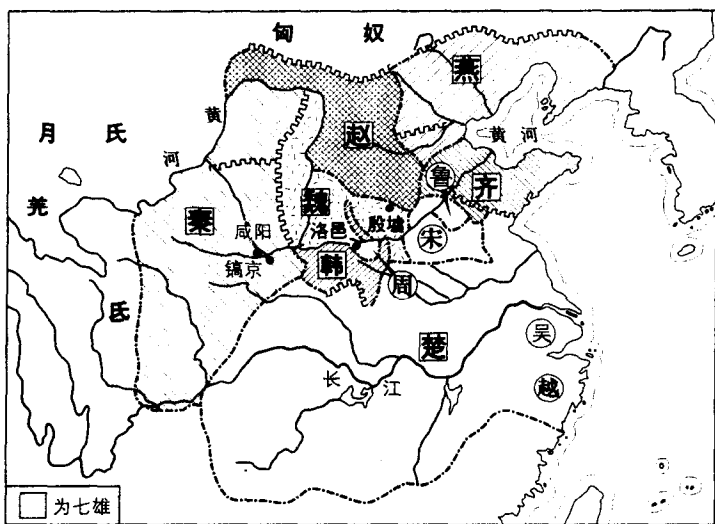 匈 奴
燕
月 氏
黄
河
赵
黄 河
羌
鲁
齐
秦
魏
殷墟
咸阳
洛邑
宋
镐京
韩
周
氐
楚
吴
长 江
越
为七雄